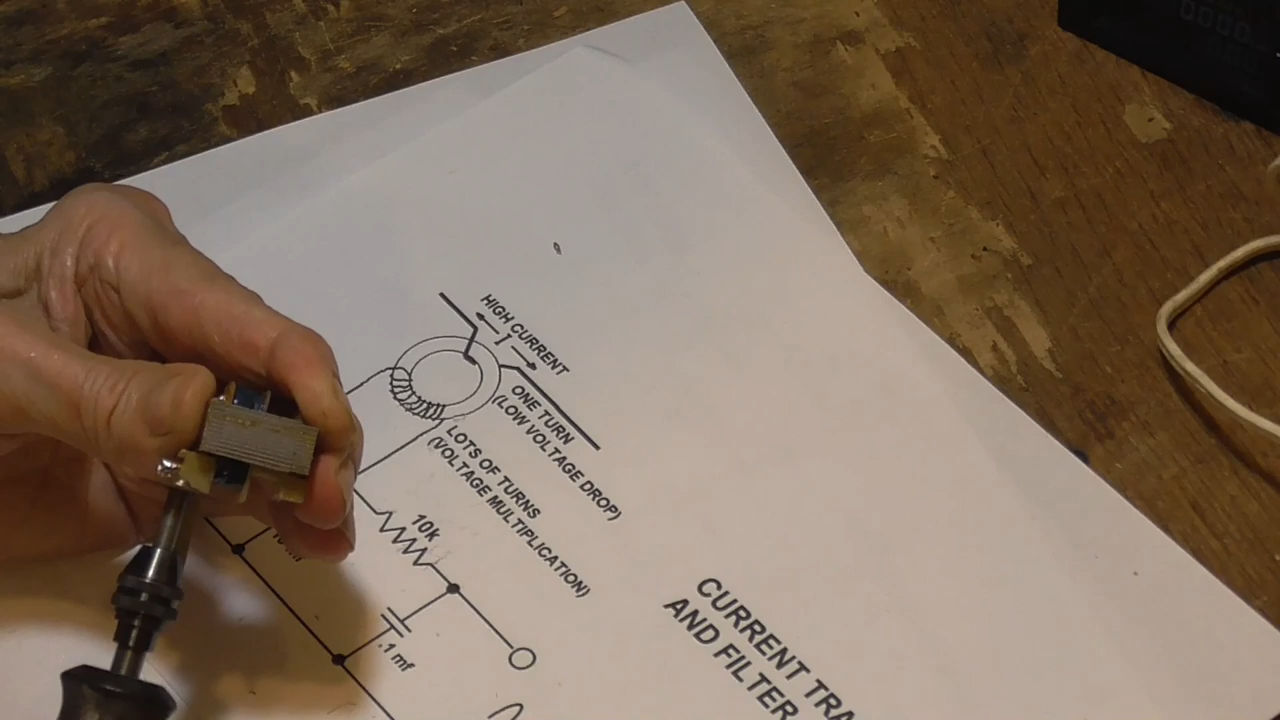 HIGH CURRENT
I
ONE TURN
(LOW VOLTAGE DROP)
LOTS OF TURNS
(VOLTAGE MULTIPLICATION)
10k
.1 mf
CURRENT TRA
AND FILTER